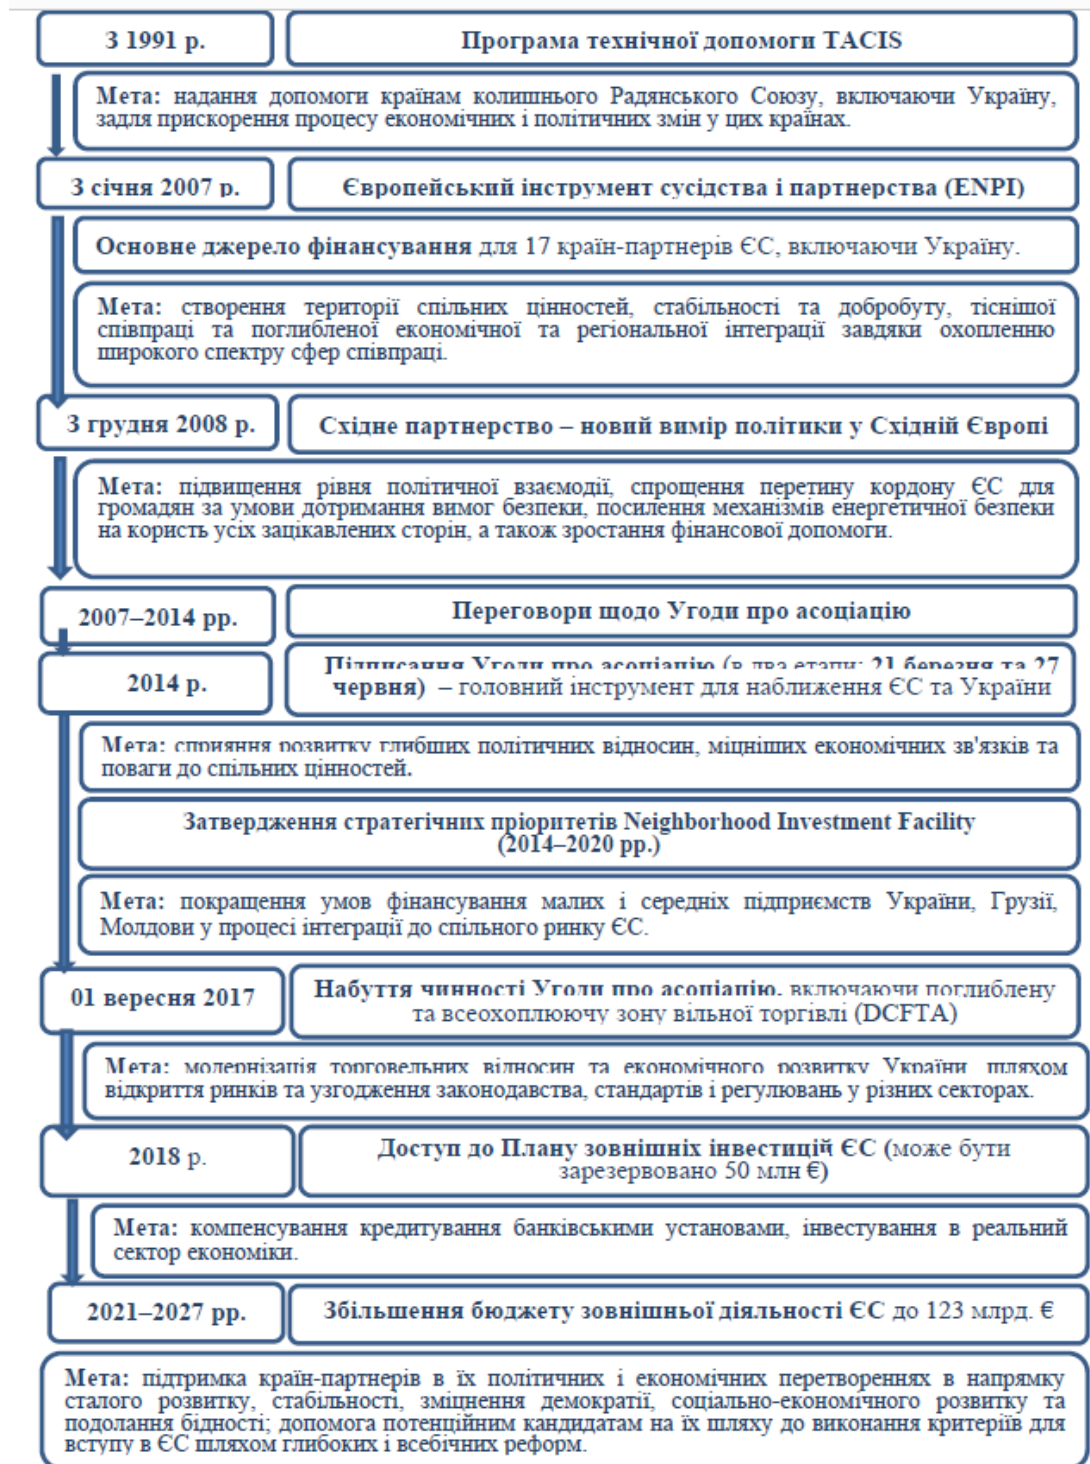 З 1991 р.
Програма технічної допомоги TACIS
Мета: надання допомоги країнам колишнього Радянського Союзу, включаючи Україну,
задля прискорення процесу економічних і політичних змін у цих країнах.
З січня 2007 р.
Європейський інструмент сусідства і партнерства (ENPI)
Основне джерело фінансування для 17 країн-партнерів ЄС, включаючи Україну.
Мета: створення території спільних цінностей, стабільності та добробуту, тіснішої
співпраці та поглибленої економічної та регіональної інтеграції завдяки охопленню
широкого спектру сфер співпраці.
З грудня 2008 р.
Східне партнерство – новий вимір політики у Східній Європі
Мета: підвищення рівня політичної взаємодії, спрощення перетину кордону ЄС для
громадян за умови дотримання вимог безпеки, посилення механізмів енергетичної безпеки
на користь усіх зацікавлених сторін, а також зростання фінансової допомоги.
2007–2014 рр.
Переговори щодо Угоди про асоціацію
2014 р.
Підписання Угоди про асоціацію (в два етапи: 21 березня та 27
червня) – головний інструмент для наближення ЄС та України
Мета: сприяння розвитку глибших політичних відносин, міцніших економічних зв'язків та
поваги до спільних цінностей.
Затвердження стратегічних пріоритетів Neighborhood Investment Facility
(2014–2020 рр.)
Мета: покращення умов фінансування малих і середніх підприємств України, Грузії,
Молдови у процесі інтеграції до спільного ринку ЄС.
01 вересня 2017
Набуття чинності Угоди про асоціацію, включаючи поглиблену
та всеохоплюючу зону вільної торгівлі (DCFTA)
Мета: модернізація торговельних відносин та економічного розвитку України шляхом
відкриття ринків та узгодження законодавства, стандартів і регулювань у різних секторах.
2018 р.
Доступ до Плану зовнішніх інвестицій ЄС (може бути
зарезервовано 50 млн €)
Мета: компенсування кредитування банківськими установами, інвестування в реальний
сектор економіки.
2021–2027 рр.
Збільшення бюджету зовнішньої діяльності ЄС до 123 млрд. €
Мета: підтримка країн-партнерів в їх політичних і економічних перетвореннях в напрямку
сталого розвитку, стабільності, зміцнення демократії, соціально-економічного розвитку та
подолання бідності; допомога потенційним кандидатам на їх шляху до виконання критеріїв для
вступу в ЄС шляхом глибоких і всебічних реформ.